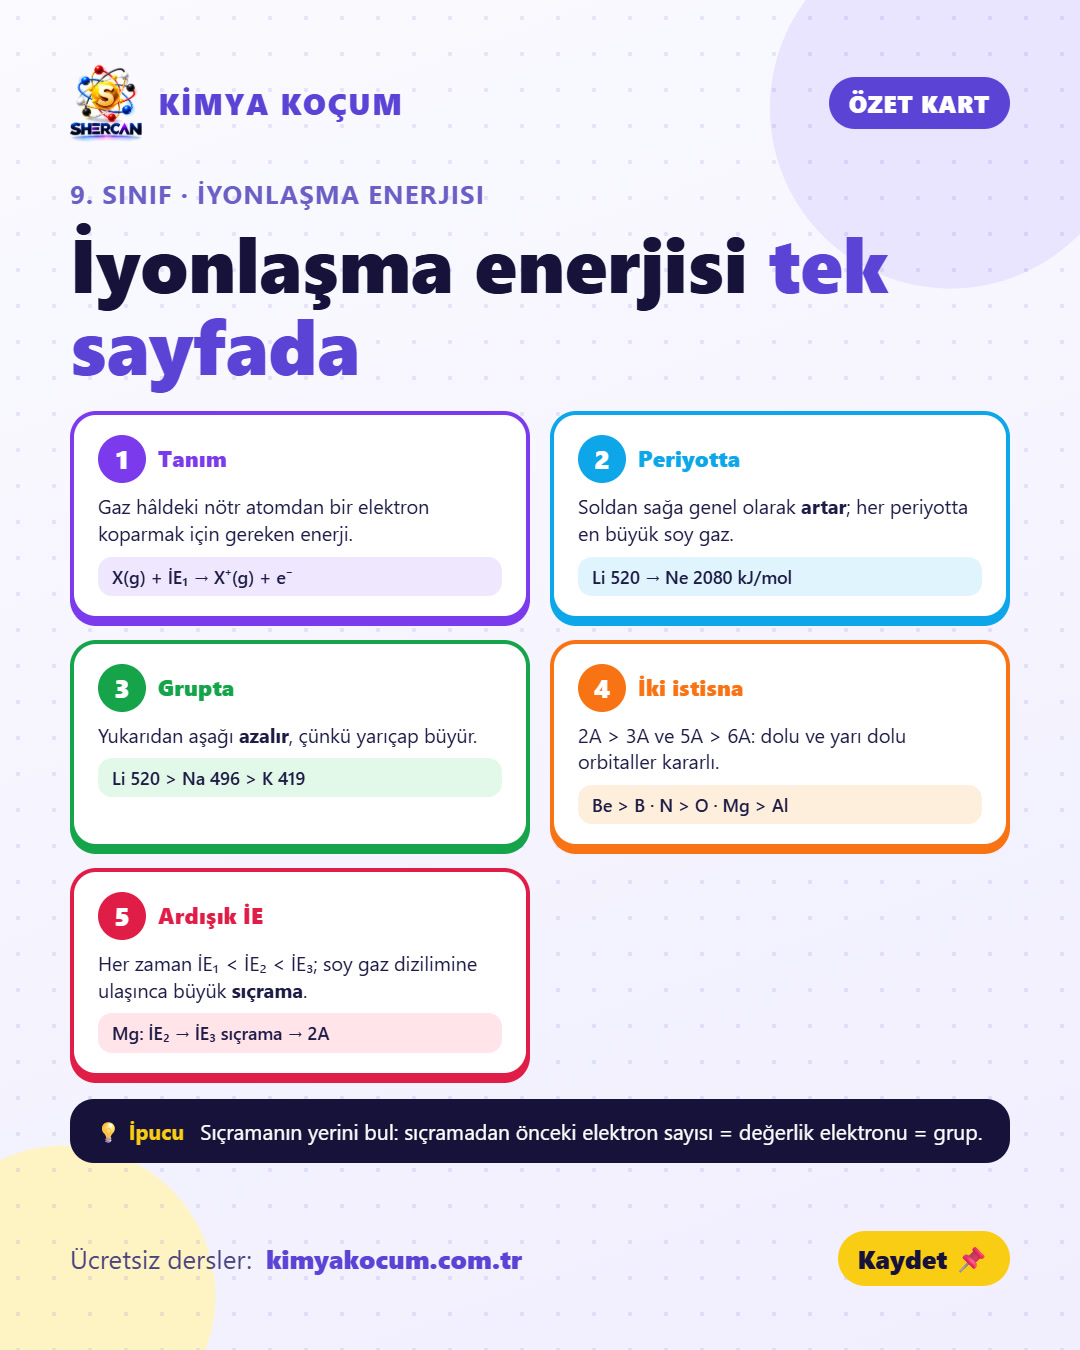 S
SHERCAN
KİMYA KOÇUM
ÖZET KART
9. SINIF · İYONLAŞMA ENERJISI
İyonlaşma enerjisi tek
sayfada
1 Tanım
Gaz hâldeki nötr atomdan bir elektron
koparmak için gereken enerji.
X(g) + İE₁ → X⁺(g) + e⁻
2 Periyotta
Soldan sağa genel olarak artar; her periyotta
en büyük soy gaz.
Li 520 → Ne 2080 kJ/mol
3 Grupta
Yukarıdan aşağı azalır, çünkü yarıçap büyür.
Li 520 > Na 496 > K 419
4 İki istisna
2A > 3A ve 5A > 6A: dolu ve yarı dolu
orbitaller kararlı.
Be > B · N > O · Mg > Al
5 Ardışık İE
Her zaman İE₁ < İE₂ < İE₃; soy gaz dizilimine
ulaşınca büyük sıçrama.
Mg: İE₂ → İE₃ sıçrama → 2A
💡 İpucu Sıçramanın yerini bul: sıçramadan önceki elektron sayısı = değerlik elektronu = grup.
Ücretsiz dersler: kimyakocum.com.tr
Kaydet 📌